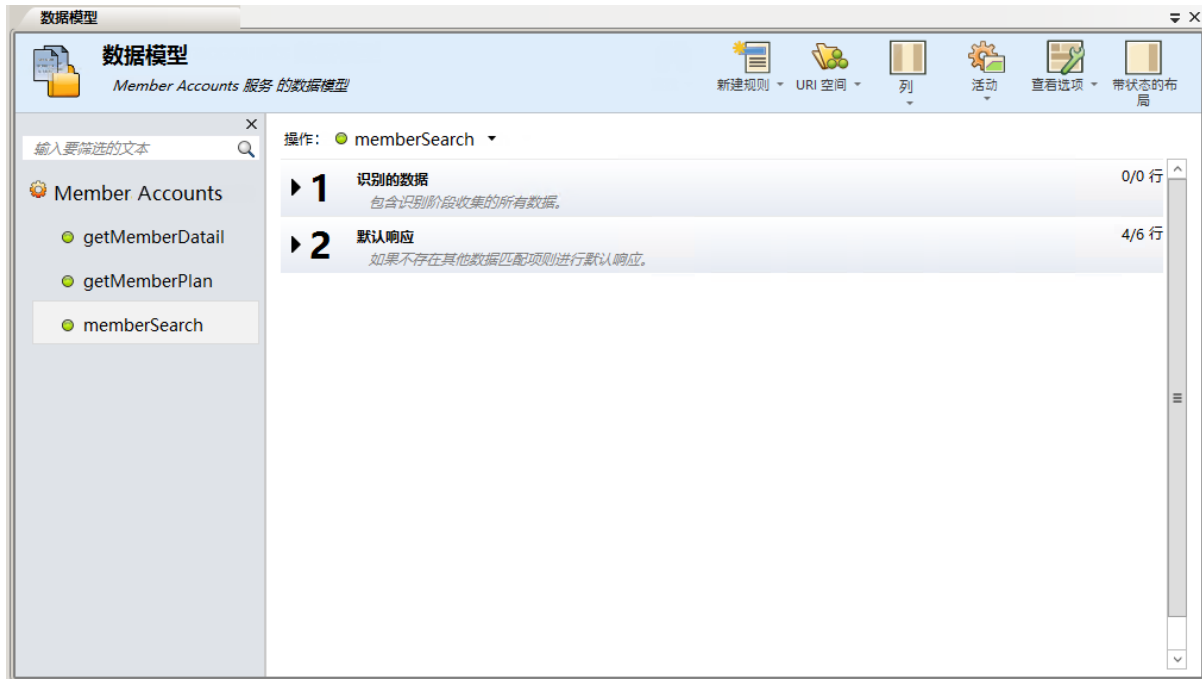 数据模型
数据模型
Member Accounts 服务 的数据模型
新建规则
URI 空间
列
活动
查看选项
带状态的布
局
输入要筛选的文本
Member Accounts
getMemberDatail
getMemberPlan
memberSearch
操作: memberSearch
1 识别的数据 0/0 行
包含识别阶段收集的所有数据。
2 默认响应 4/6 行
如果不存在其他数据匹配项则进行默认响应。